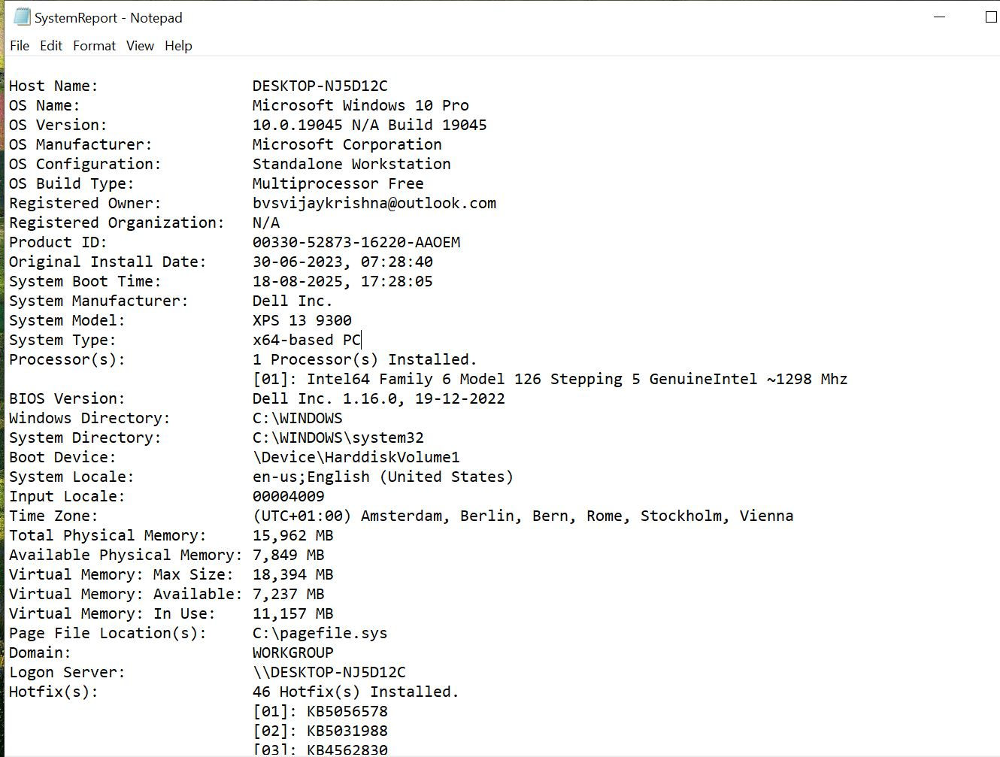 SystemReport - Notepad
File Edit Format View Help
Host Name: DESKTOP-NJ5D12C
OS Name: Microsoft Windows 10 Pro
OS Version: 10.0.19045 N/A Build 19045
OS Manufacturer: Microsoft Corporation
OS Configuration: Standalone Workstation
OS Build Type: Multiprocessor Free
Registered Owner: bvsvijaykrishna@outlook.com
Registered Organization: N/A
Product ID: 00330-52873-16220-AAOEM
Original Install Date: 30-06-2023, 07:28:40
System Boot Time: 18-08-2025, 17:28:05
System Manufacturer: Dell Inc.
System Model: XPS 13 9300
System Type: x64-based PC
Processor(s): 1 Processor(s) Installed.
[01]: Intel64 Family 6 Model 126 Stepping 5 GenuineIntel ~1298 Mhz
BIOS Version: Dell Inc. 1.16.0, 19-12-2022
Windows Directory: C:\WINDOWS
System Directory: C:\WINDOWS\system32
Boot Device: \Device\HarddiskVolume1
System Locale: en-us;English (United States)
Input Locale: 00004009
Time Zone: (UTC+01:00) Amsterdam, Berlin, Bern, Rome, Stockholm, Vienna
Total Physical Memory: 15,962 MB
Available Physical Memory: 7,849 MB
Virtual Memory: Max Size: 18,394 MB
Virtual Memory: Available: 7,237 MB
Virtual Memory: In Use: 11,157 MB
Page File Location(s): C:\pagefile.sys
Domain: WORKGROUP
Logon Server: \\DESKTOP-NJ5D12C
Hotfix(s): 46 Hotfix(s) Installed.
[01]: KB5056578
[02]: KB5031988
[03]: KB4562830